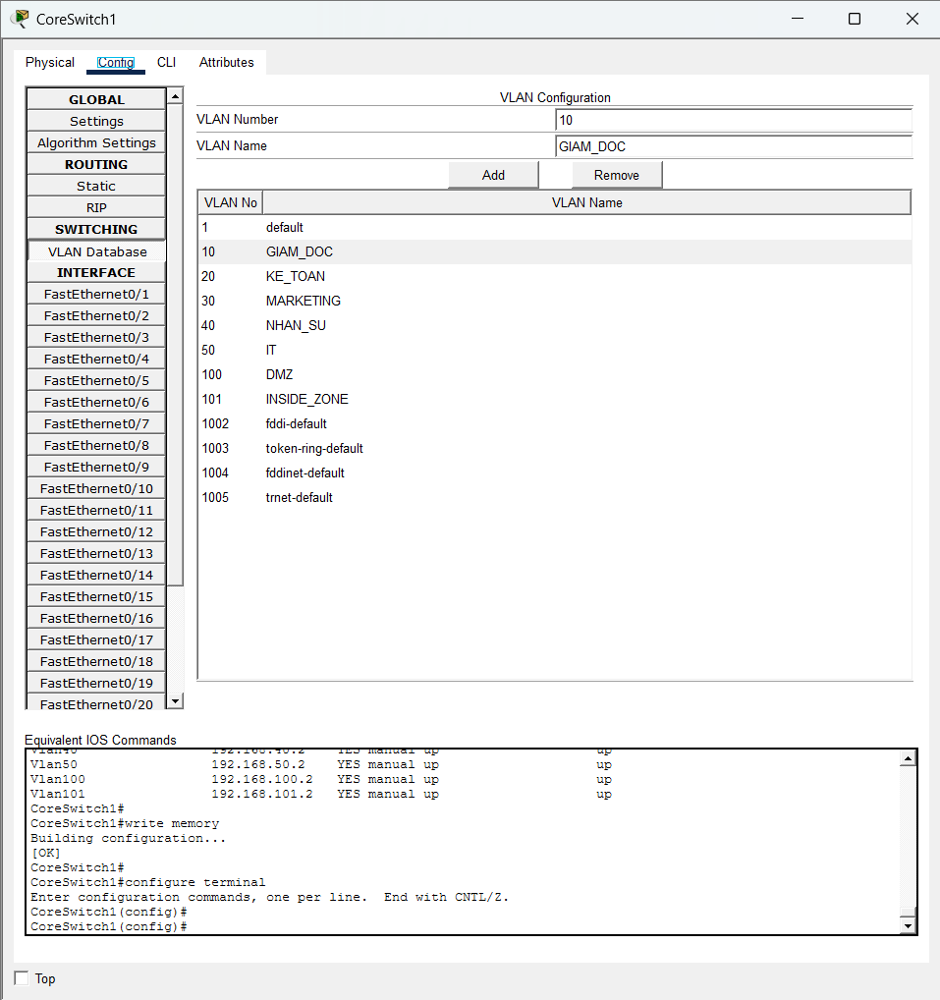 CoreSwitch1
Physical Config CLI Attributes
GLOBAL
Settings
Algorithm Settings
ROUTING
Static
RIP
SWITCHING
VLAN Database
INTERFACE
FastEthernet0/1
FastEthernet0/2
FastEthernet0/3
FastEthernet0/4
FastEthernet0/5
FastEthernet0/6
FastEthernet0/7
FastEthernet0/8
FastEthernet0/9
FastEthernet0/10
FastEthernet0/11
FastEthernet0/12
FastEthernet0/13
FastEthernet0/14
FastEthernet0/15
FastEthernet0/16
FastEthernet0/17
FastEthernet0/18
FastEthernet0/19
FastEthernet0/20
VLAN Configuration
VLAN Number 10
VLAN Name GIAM_DOC
Add Remove
VLAN No VLAN Name
1 default
10 GIAM_DOC
20 KE_TOAN
30 MARKETING
40 NHAN_SU
50 IT
100 DMZ
101 INSIDE_ZONE
1002 fddi-default
1003 token-ring-default
1004 fddinet-default
1005 trnet-default
Equivalent IOS Commands
Vlan40 192.168.40.2 YES manual up up
Vlan50 192.168.50.2 YES manual up up
Vlan100 192.168.100.2 YES manual up up
Vlan101 192.168.101.2 YES manual up up
CoreSwitch1#
CoreSwitch1#write memory
Building configuration...
[OK]
CoreSwitch1#
CoreSwitch1#configure terminal
Enter configuration commands, one per line. End with CNTL/Z.
CoreSwitch1(config)#
CoreSwitch1(config)#
Top